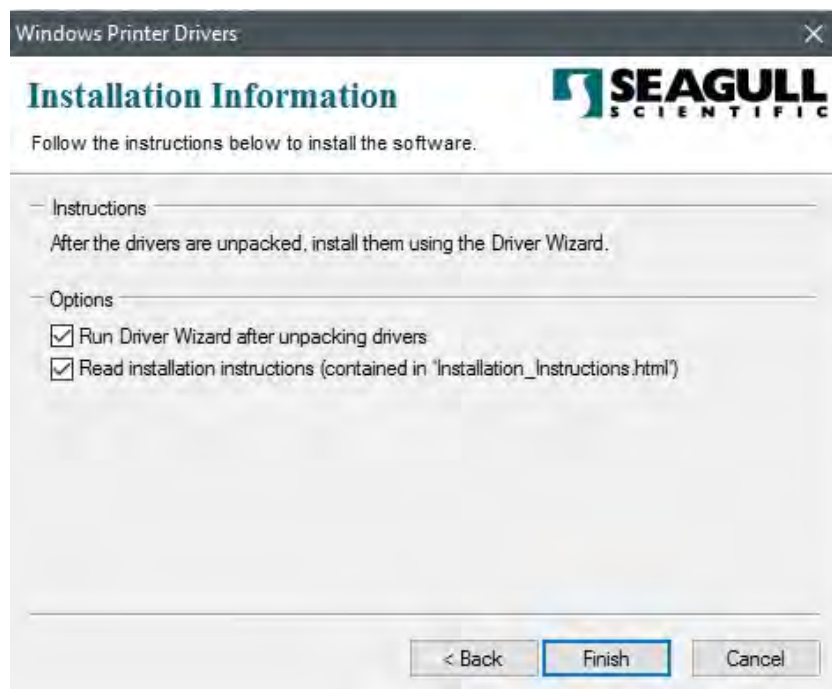 Windows Printer Drivers
Installation Information
SEAGULL
SCIENTIFIC
Follow the instructions below to install the software.
Instructions
After the drivers are unpacked, install them using the Driver Wizard.
Options
Run Driver Wizard after unpacking drivers
Read installation instructions (contained in 'Installation_Instructions.html')
< Back Finish Cancel